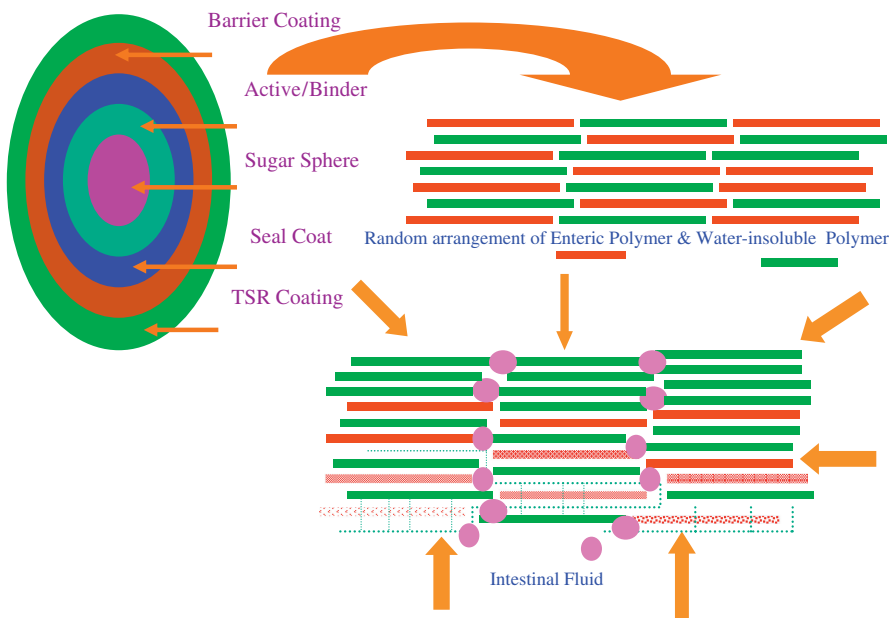 Barrier Coating
Active/Binder
Sugar Sphere
Seal Coat
TSR Coating
Random arrangement of Enteric Polymer & Water-insoluble Polymer
Intestinal Fluid